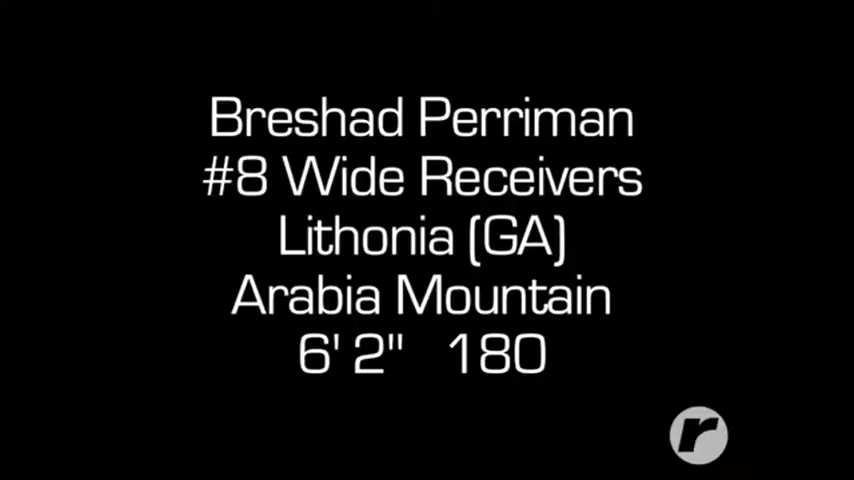 Breshad Perriman
#8 Wide Receivers
Lithonia (GA)
Arabia Mountain
6' 2" 180
r